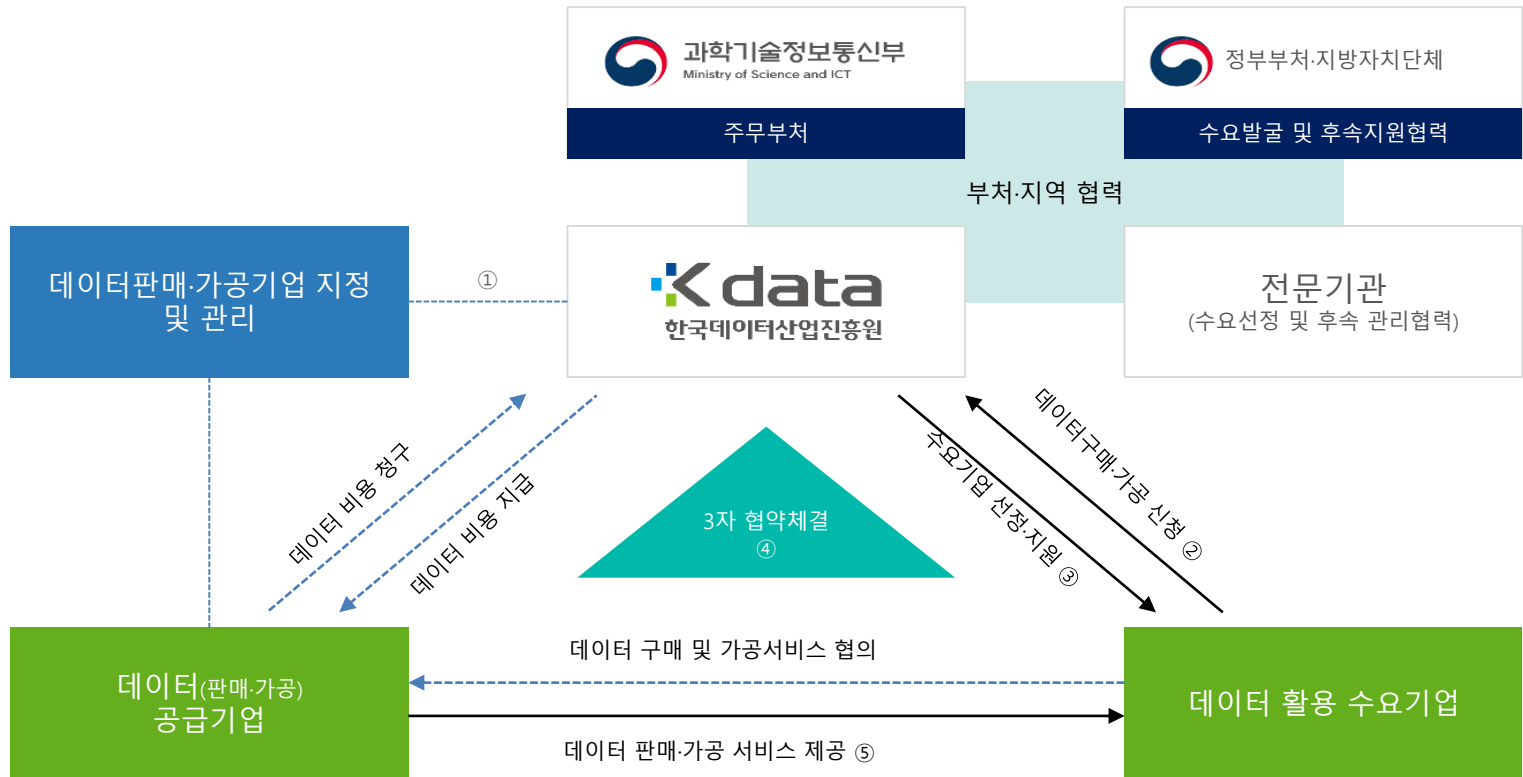 과학기술정보통신부
Ministry of Science and ICT
주무부처
정부부처·지방자치단체
수요발굴 및 후속지원협력
부처·지역 협력
데이터판매·가공기업 지정
및 관리
①
K data
한국데이터산업진흥원
전문기관
(수요선정 및 후속 관리협력)
데이터 비용 청구
데이터 비용 지급
3자 협약체결
④
수요기업 선정·지원 ③
데이터구매·가공 신청 ②
데이터 구매 및 가공서비스 협의
데이터(판매·가공)
공급기업
데이터 활용 수요기업
데이터 판매·가공 서비스 제공 ⑤